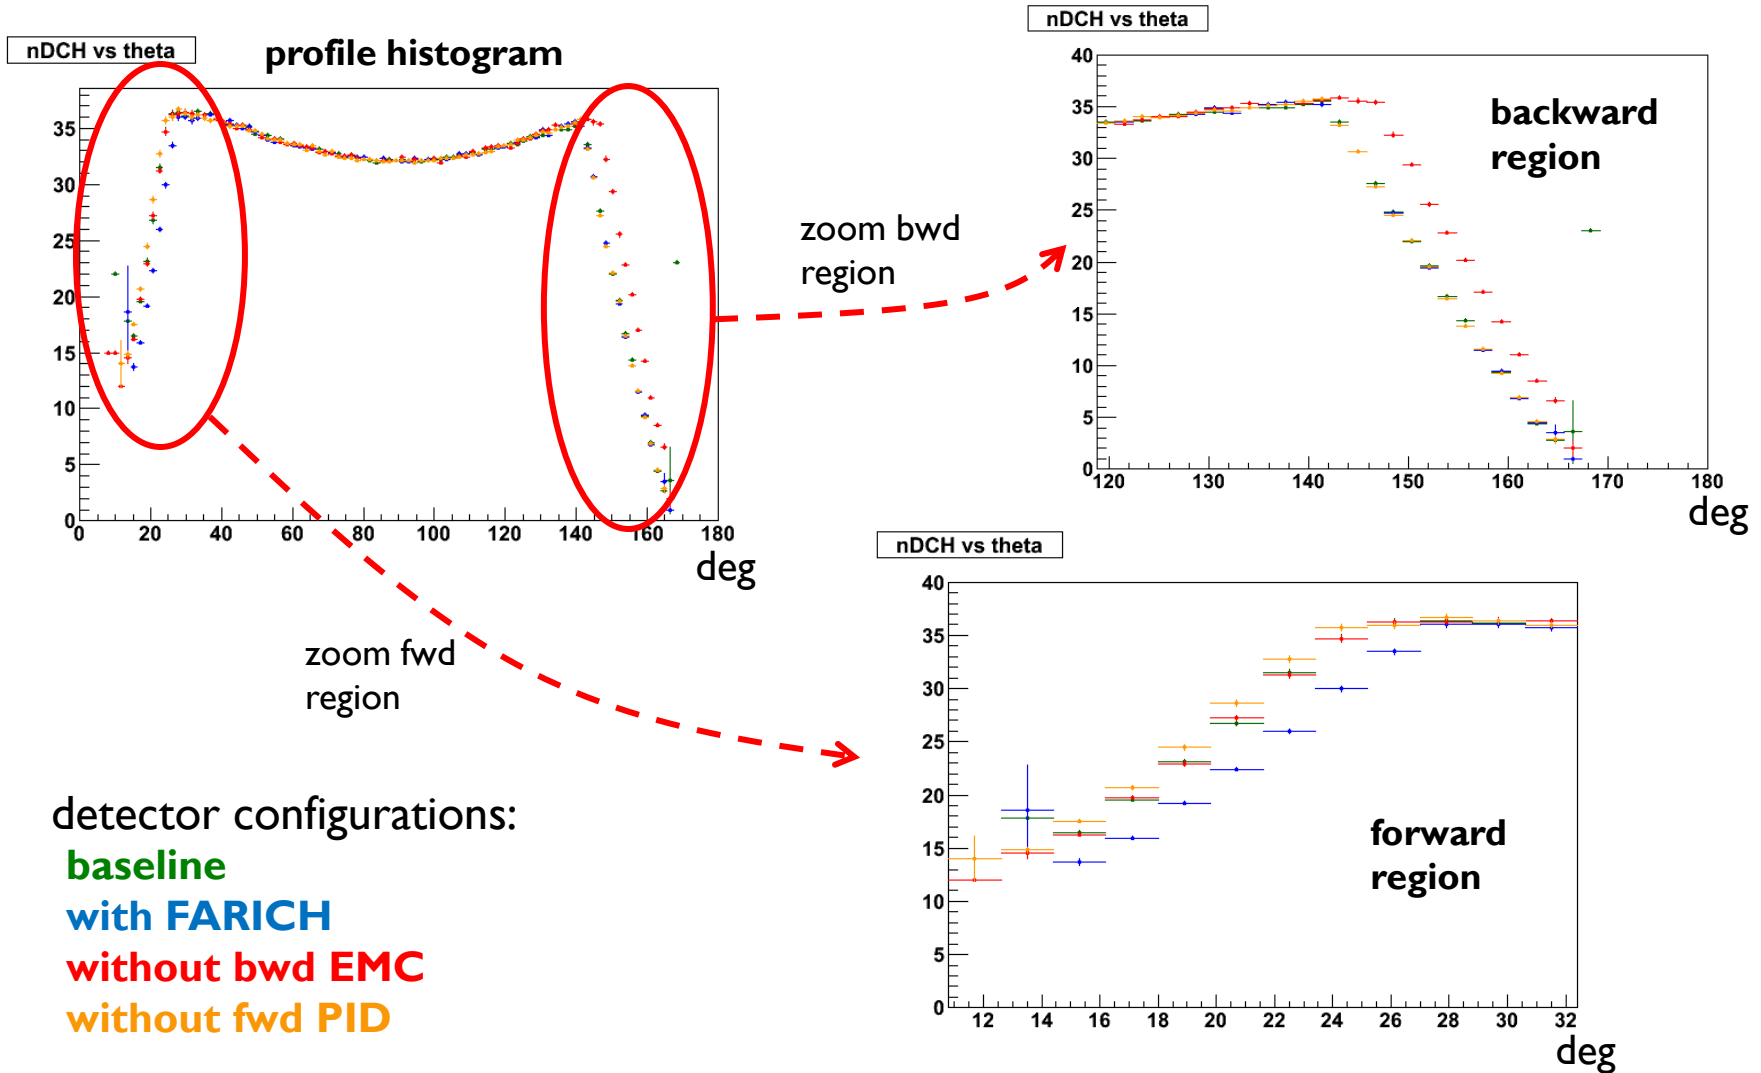 nDCH vs theta
profile histogram
35
30
25
20
15
10
5
0
0 20 40 60 80 100 120 140 160 180
deg
zoom bwd
region
nDCH vs theta
40
35
30
25
20
15
10
5
0
120 130 140 150 160 170 180
deg
backward
region
zoom fwd
region
nDCH vs theta
40
35
30
25
20
15
10
5
0
12 14 16 18 20 22 24 26 28 30 32
deg
forward
region
detector configurations:
baseline
with FARICH
without bwd EMC
without fwd PID